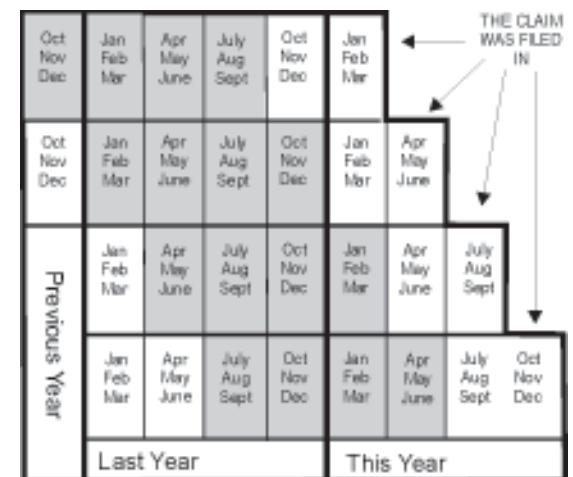 THE CLAIM
WAS FILED
IN
Oct Jan Apr July Oct Jan
Nov Feb May Aug Nov Feb
Dec Mar June Sept Dec Mar
Oct Jan Apr July Oct Jan Apr
Nov Feb May Aug Nov Feb May
Dec Mar June Sept Dec Mar June
Jan Apr July Oct Jan Apr July
Feb May Aug Nov Feb May Aug
Mar June Sept Dec Mar June Sept
Previous Year
Jan Apr July Oct Jan Apr July Oct
Feb May Aug Nov Feb May Aug Nov
Mar June Sept Dec Mar June Sept Dec
Last Year This Year